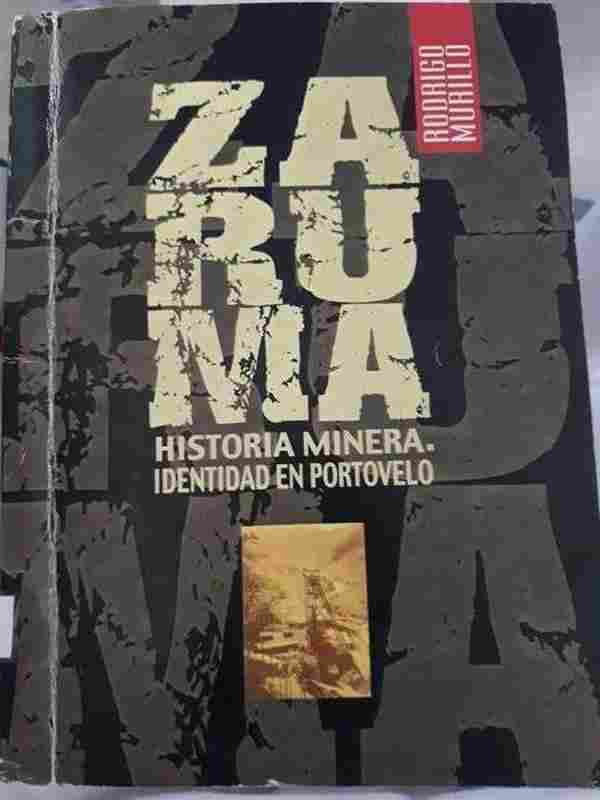 RODRIGO
MURILLO
ZA
RU
MA
HISTORIA MINERA.
IDENTIDAD EN PORTOVELO